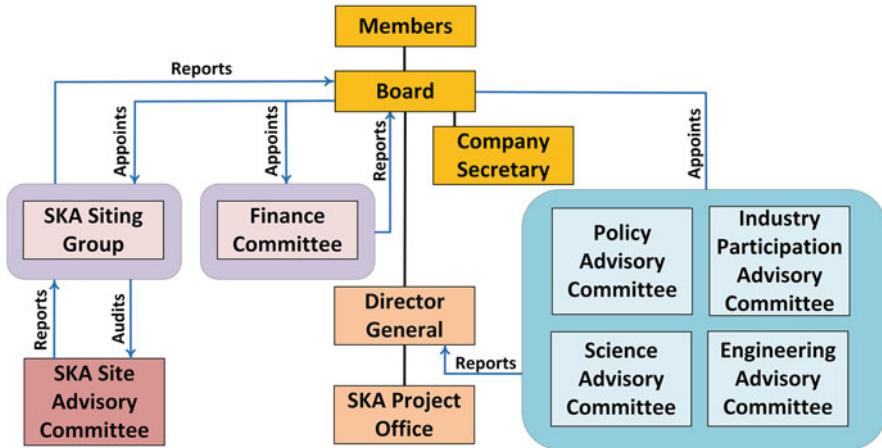 Members
Reports
Board
Appoints
Appoints
Reports
Company
Secretary
Appoints
SKA Siting
Group
Finance
Committee
Policy
Advisory
Committee
Industry
Participation
Advisory
Committee
Director
General
Reports
Audits
Reports
Science
Advisory
Committee
Engineering
Advisory
Committee
SKA Site
Advisory
Committee
SKA Project
Office